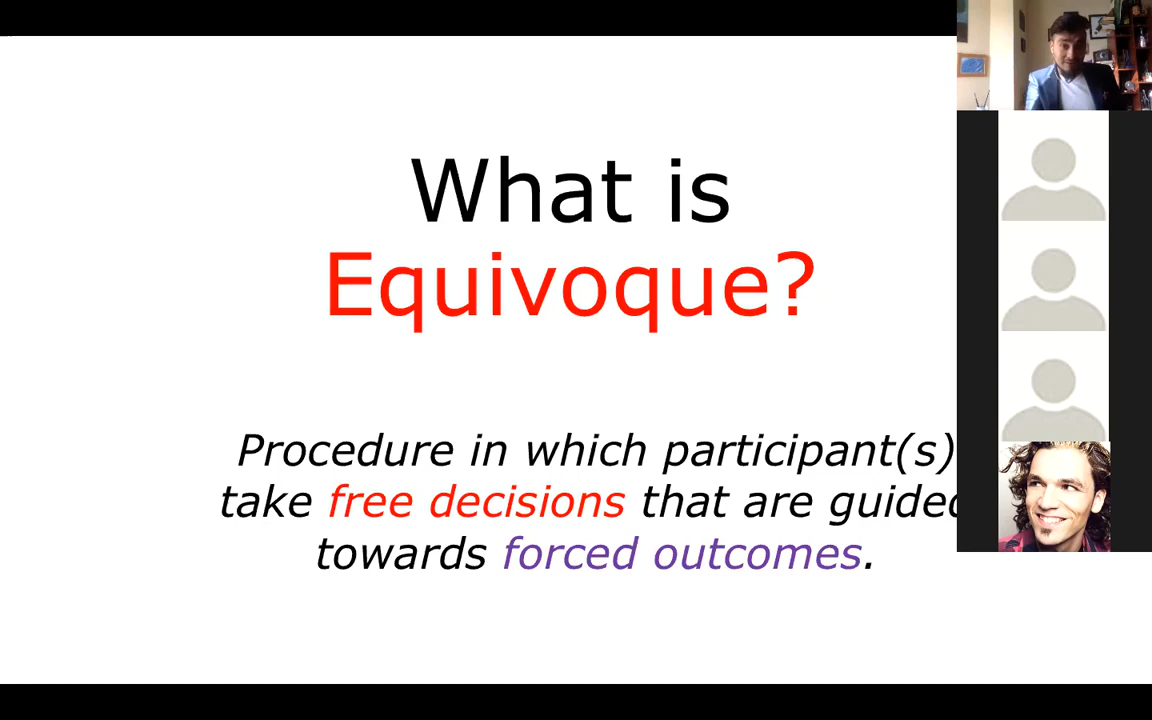 What is
Equivoque?
Procedure in which participant(s)
take free decisions that are guided
towards forced outcomes.